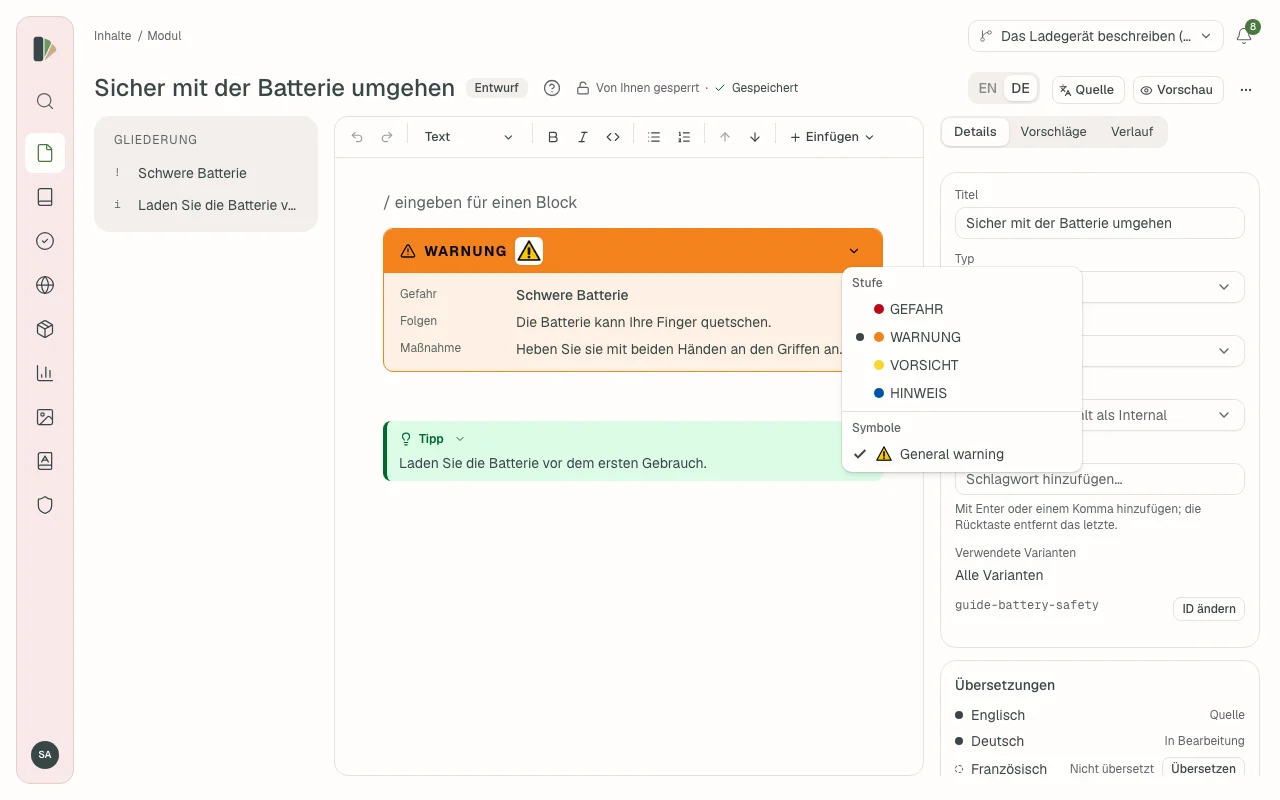 Inhalte / Modul
Das Ladegerät beschreiben (…
8
Sicher mit der Batterie umgehen
Entwurf
Von Ihnen gesperrt · Gespeichert
EN DE
Quelle
Vorschau
GLIEDERUNG
! Schwere Batterie
i Laden Sie die Batterie v…
Text
B I
Einfügen
/ eingeben für einen Block
WARNUNG
Gefahr Schwere Batterie
Folgen Die Batterie kann Ihre Finger quetschen.
Maßnahme Heben Sie sie mit beiden Händen an den Griffen an.
Tipp
Laden Sie die Batterie vor dem ersten Gebrauch.
Stufe
GEFAHR
WARNUNG
VORSICHT
HINWEIS
Symbole
General warning
Details Vorschläge Verlauf
Titel
Sicher mit der Batterie umgehen
Typ
als Internal
Schlagwort hinzufügen…
Mit Enter oder einem Komma hinzufügen; die
Rücktaste entfernt das letzte.
Verwendete Varianten
Alle Varianten
guide-battery-safety
ID ändern
Übersetzungen
Englisch Quelle
Deutsch In Bearbeitung
Französisch Nicht übersetzt Übersetzen
SA